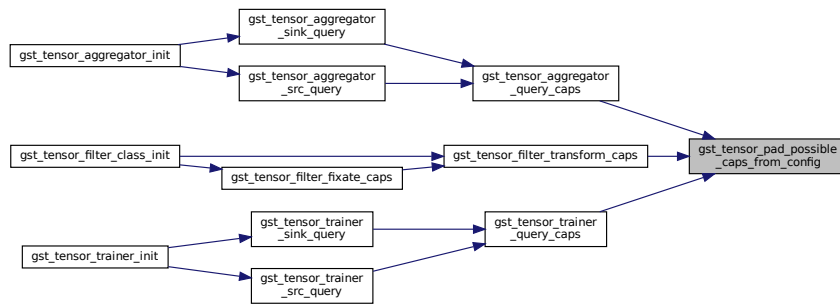 gst_tensor_aggregator
_sink_query
gst_tensor_aggregator_init
gst_tensor_aggregator
_src_query
gst_tensor_aggregator
_query_caps
gst_tensor_filter_class_init
gst_tensor_filter_fixate_caps
gst_tensor_filter_transform_caps
gst_tensor_pad_possible
_caps_from_config
gst_tensor_trainer
_sink_query
gst_tensor_trainer_init
gst_tensor_trainer
_src_query
gst_tensor_trainer
_query_caps